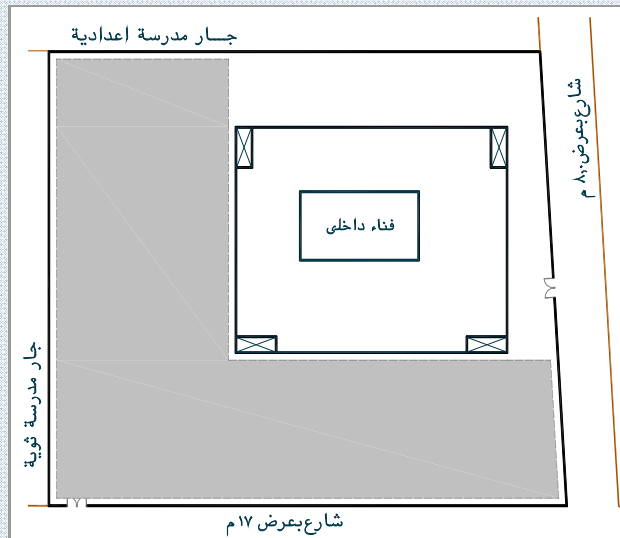 جـــار مدرسة اعدادية
شارع بعرض ٨,٠ م
فناء داخلى
جار مدرسة ثوية
شارع بعرض ١٧ م